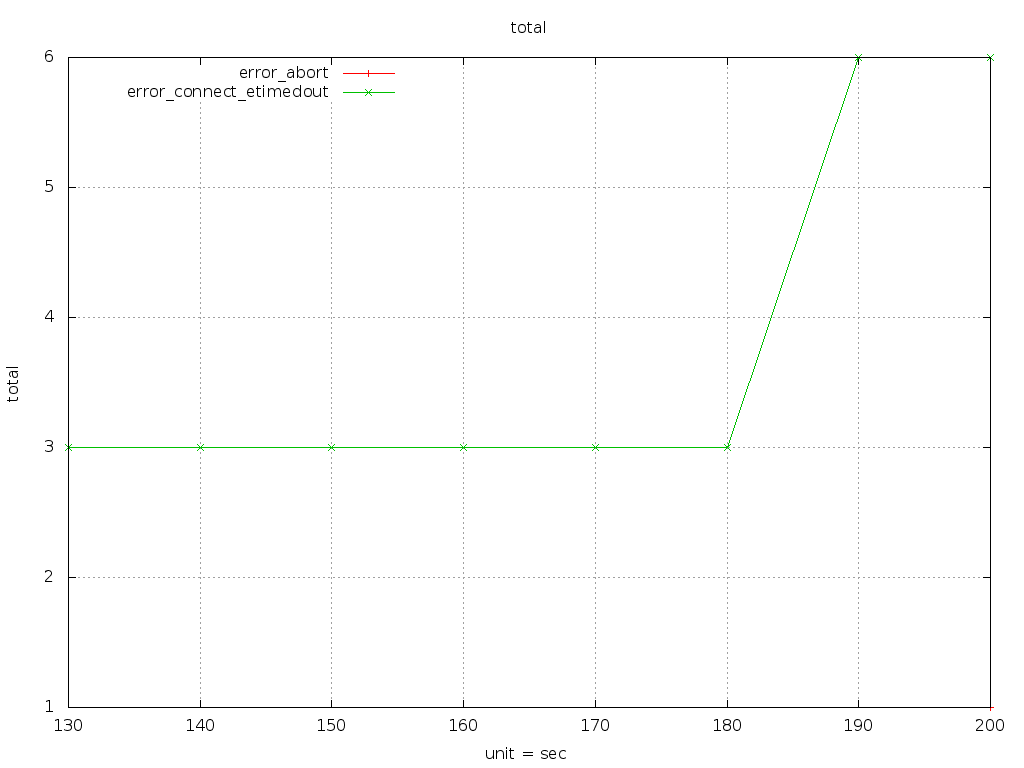 total
6
error_abort
error_connect_etimedout
5
4
total
3
2
1
130 140 150 160 170 180 190 200
unit = sec